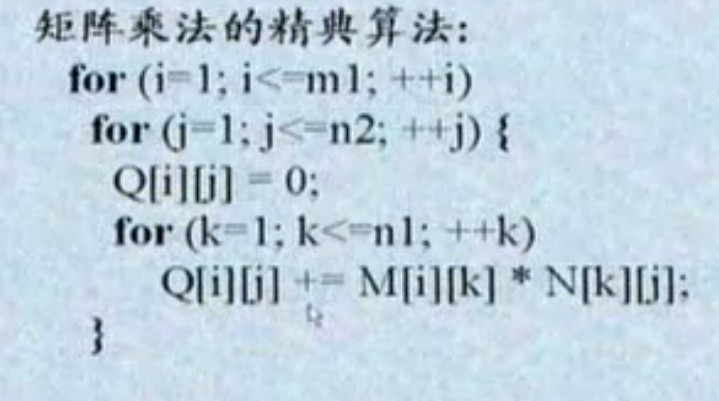 矩阵乘法的精典算法:
for (i=1; i<=m1; ++i)
for (j=1; j<=n2; ++j) {
Q[i][j] = 0;
for (k=1; k<=n1; ++k)
Q[i][j] += M[i][k] * N[k][j];
}